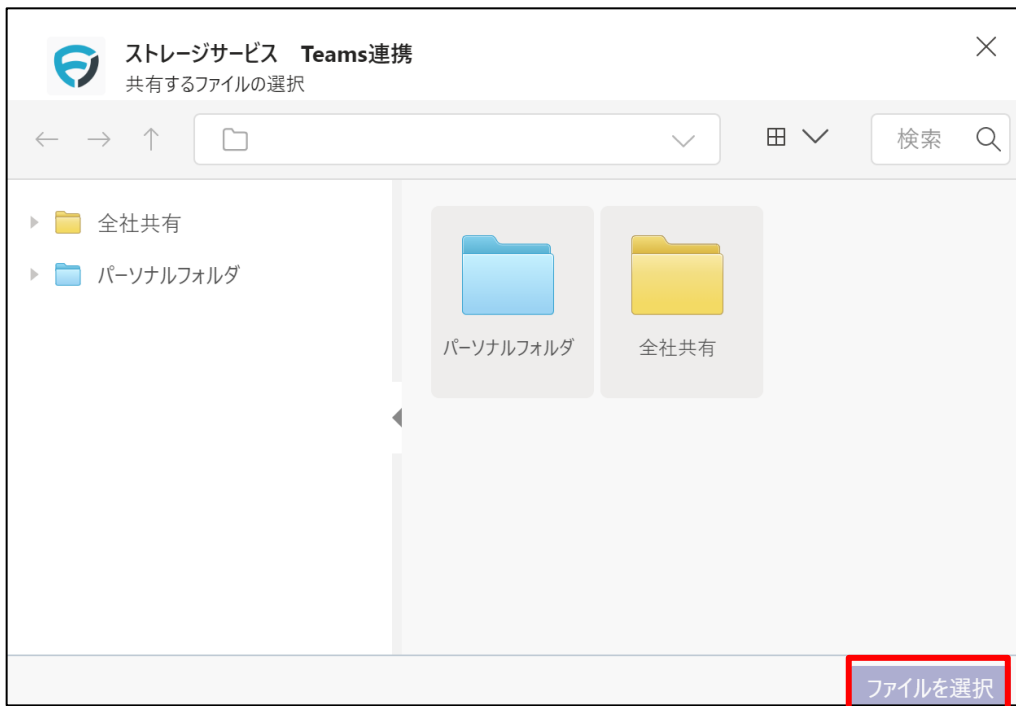 ストレージサービス　Teams連携
共有するファイルの選択
検索
全社共有
パーソナルフォルダ
パーソナルフォルダ
全社共有
ファイルを選択